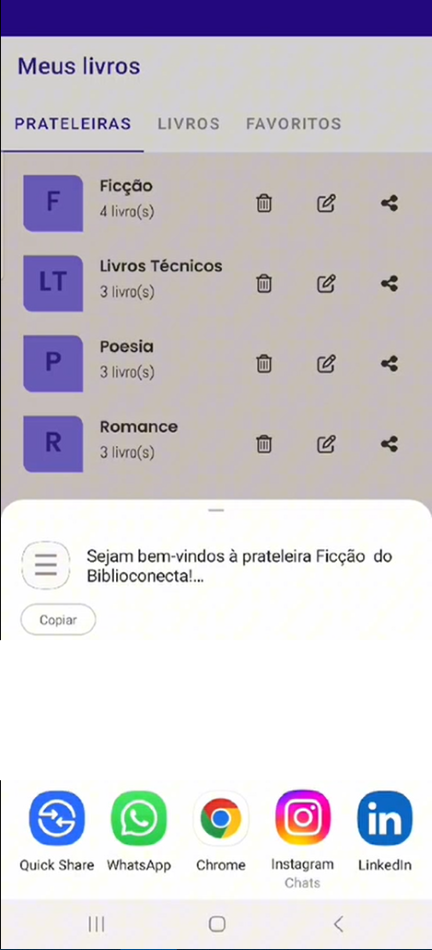 Meus livros
PRATELEIRAS LIVROS FAVORITOS
F
Ficção
4 livro(s)
LT
Livros Técnicos
3 livro(s)
P
Poesia
3 livro(s)
R
Romance
3 livro(s)
Sejam bem-vindos à prateleira Ficção do
Biblioconecta!...
Copiar
Quick Share WhatsApp Chrome Instagram LinkedIn
Chats